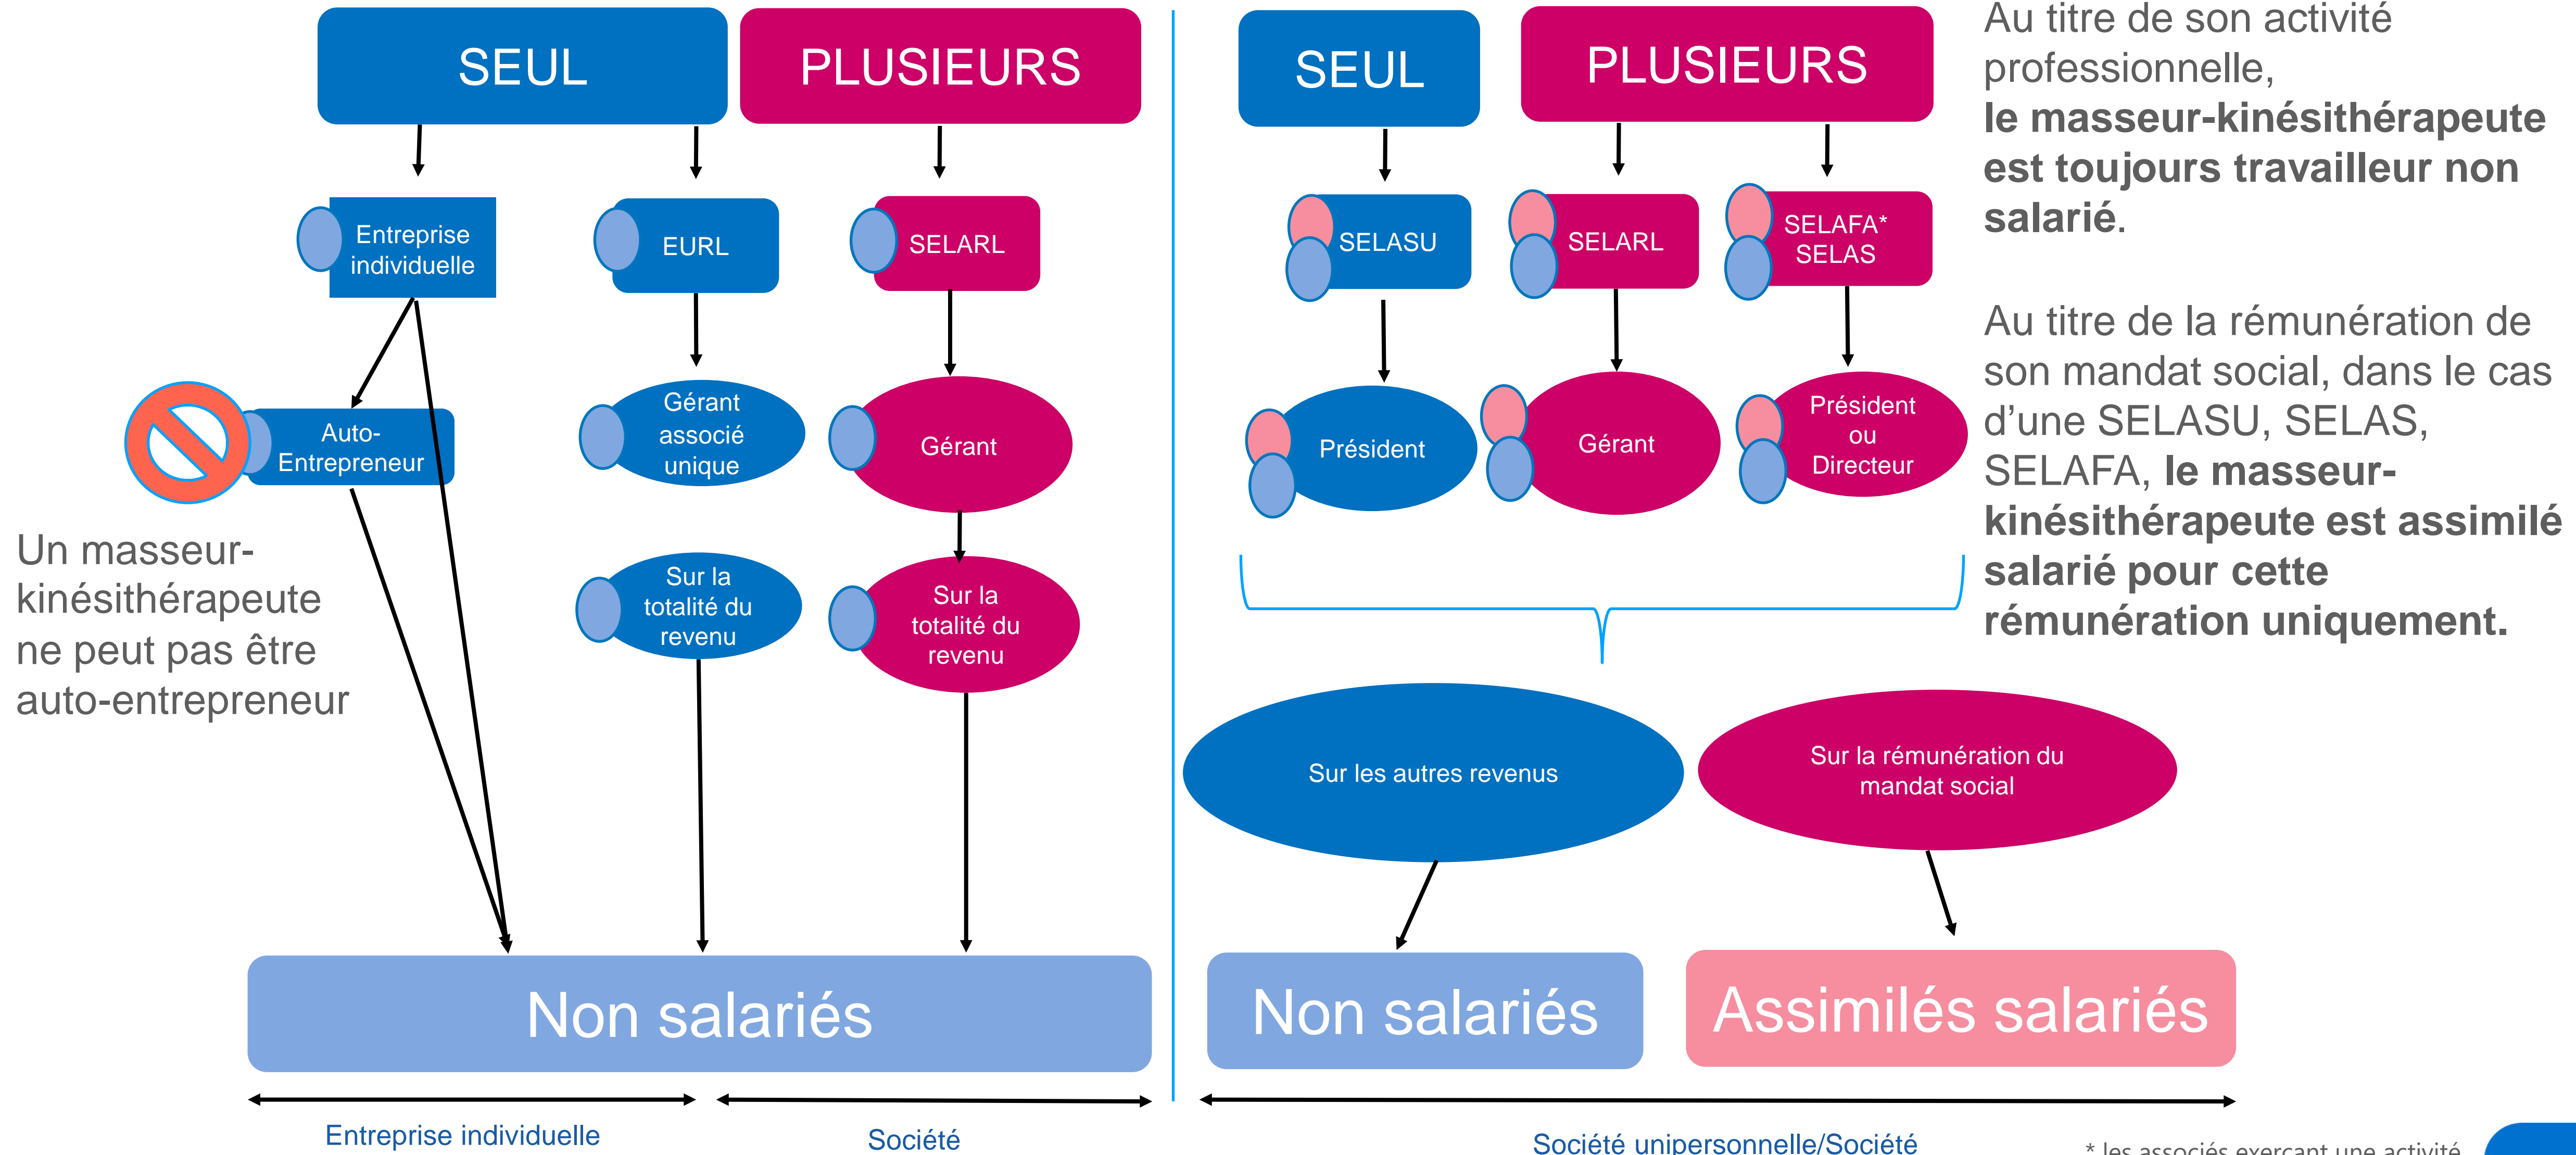 SEUL
PLUSIEURS
Entreprise
individuelle
EURL
SELARL
Auto-
Entrepreneur
Gérant
associé
unique
Gérant
Un masseur-
kinésithérapeute
ne peut pas être
auto-entrepreneur
Sur la
totalité du
revenu
Sur la
totalité du
revenu
Non salariés
Entreprise individuelle
Société
SEUL
PLUSIEURS
SELASU
SELARL
SELAFA*
SELAS
Président
Gérant
Président
ou
Directeur
Sur les autres revenus
Sur la rémunération du
mandat social
Non salariés
Assimilés salariés
Société unipersonnelle/Société
Au titre de son activité
professionnelle,
le masseur-kinésithérapeute
est toujours travailleur non
salarié.
Au titre de la rémunération de
son mandat social, dans le cas
d’une SELASU, SELAS,
SELAFA, le masseur-
kinésithérapeute est assimilé
salarié pour cette
rémunération uniquement.
* les associés exerçant une activité